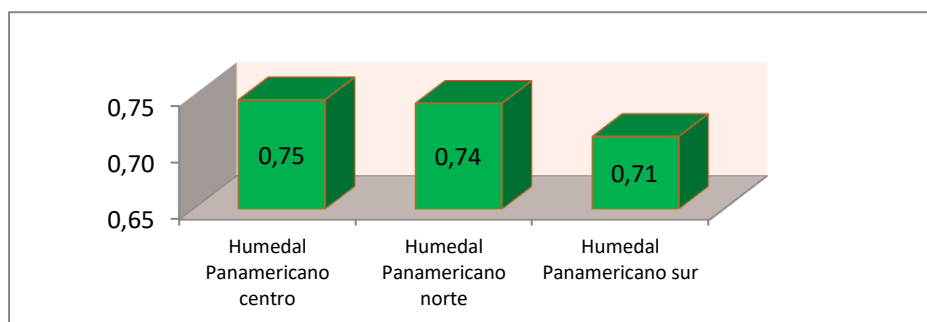 0,75
0,70
0,65
0,75
0,74
0,71
Humedal
Panamericano
centro
Humedal
Panamericano
norte
Humedal
Panamericano sur